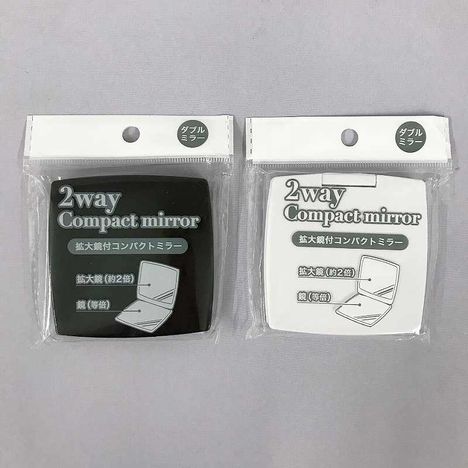 ダブル
ミラー
2way
Compact mirror
拡大鏡付コンパクトミラー
拡大鏡(約2倍)
鏡(等倍)
ダブル
ミラー
2way
Compact mirror
拡大鏡付コンパクトミラー
拡大鏡(約2倍)
鏡(等倍)